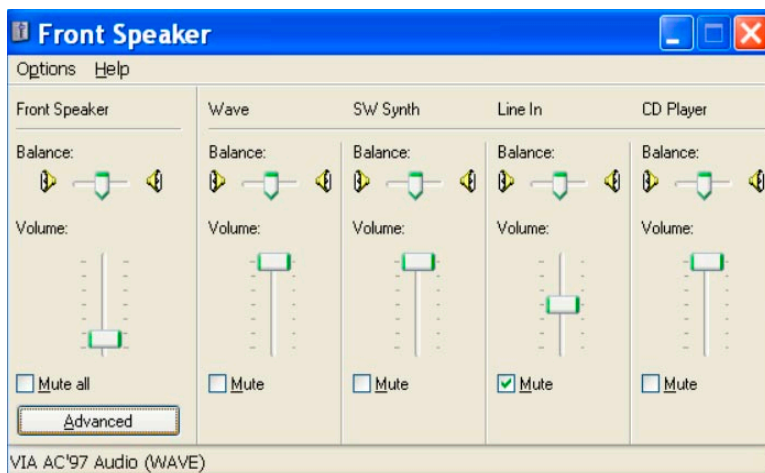 Front Speaker
Options Help
Front Speaker Wave SW Synth Line In CD Player
Balance: Balance: Balance: Balance: Balance:
Volume: Volume: Volume: Volume: Volume:
Mute all Mute Mute Mute Mute
Advanced
VIA AC'97 Audio (WAVE)